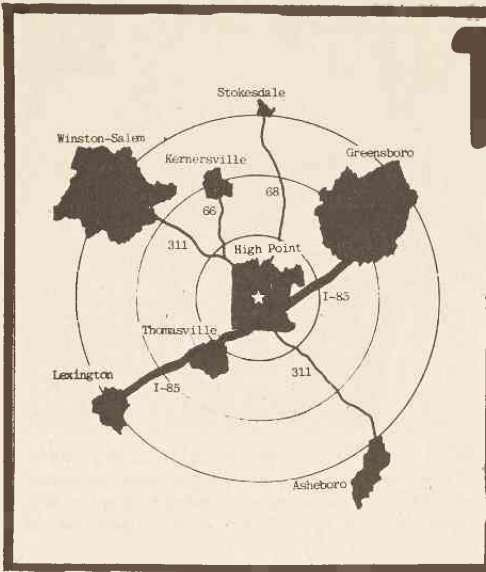 Stokesdale
Winston-Salem
Kernersville
Greensboro
68
66
311
High Point
I-85
Thomasville
311
Lexington
I-85
Asheboro